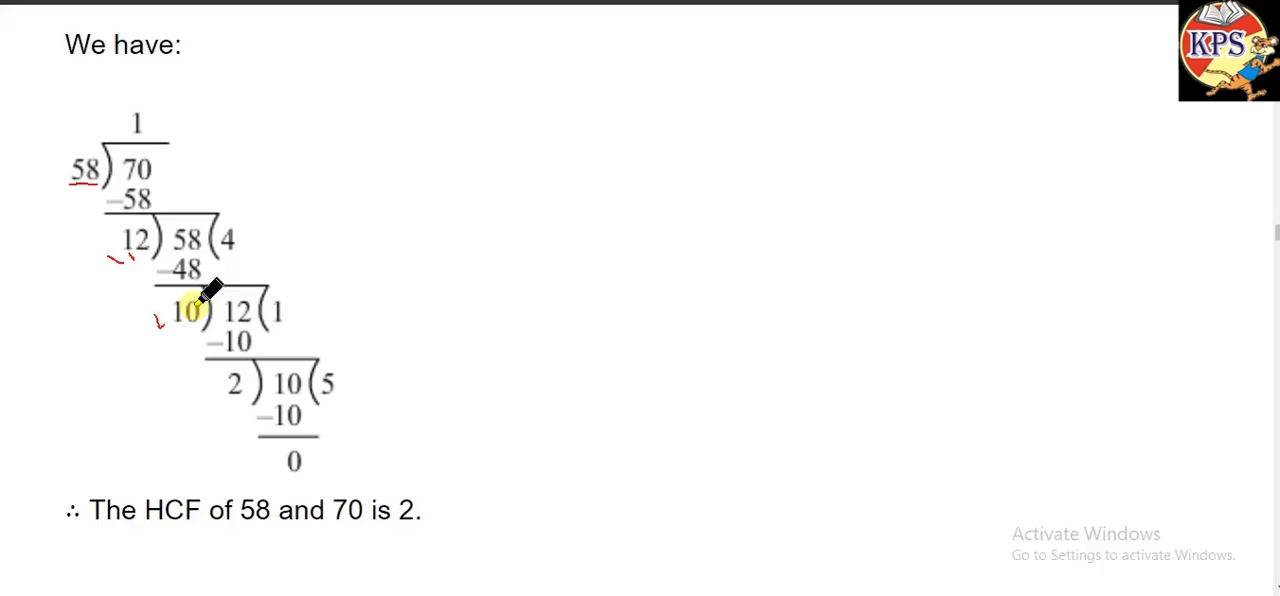 We have:
KPS
1
58) 70
–58
12) 58 (4
–48
10) 12 (1
–10
2) 10 (5
–10
0
∴ The HCF of 58 and 70 is 2.
Activate Windows
Go to Settings to activate Windows.